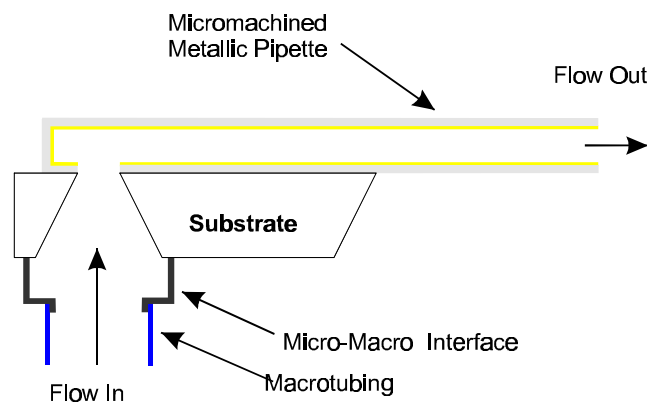 Micromachined
Metallic Pipette
Flow Out
Substrate
Micro-Macro Interface
Macrotubing
Flow In